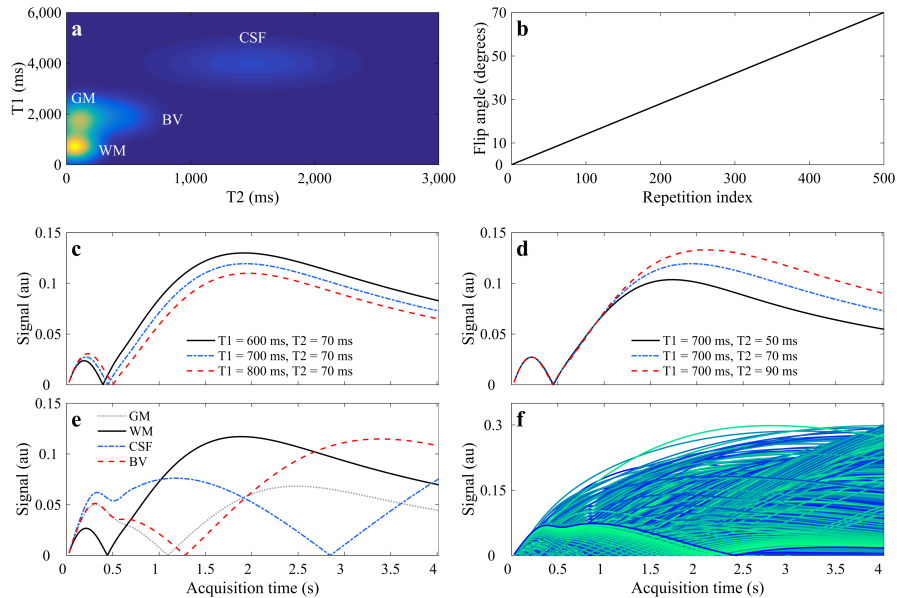 a
6,000
4,000
2,000
0
T1 (ms)
CSF
GM
BV
WM
0
1,000
2,000
3,000
T2 (ms)
b
70
50
30
10
0
Flip angle (degrees)
0
100
200
300
400
500
Repetition index
c
0.15
0.1
0.05
0
Signal (au)
T1 = 600 ms, T2 = 70 ms
T1 = 700 ms, T2 = 70 ms
T1 = 800 ms, T2 = 70 ms
d
0.15
0.1
0.05
0
Signal (au)
T1 = 700 ms, T2 = 50 ms
T1 = 700 ms, T2 = 70 ms
T1 = 700 ms, T2 = 90 ms
e
0.15
0.1
0.05
0
Signal (au)
GM
WM
CSF
BV
0
0.5
1
1.5
2
2.5
3
3.5
4
Acquisition time (s)
f
0.3
0.15
0
Signal (au)
0
0.5
1
1.5
2
2.5
3
3.5
4
Acquisition time (s)